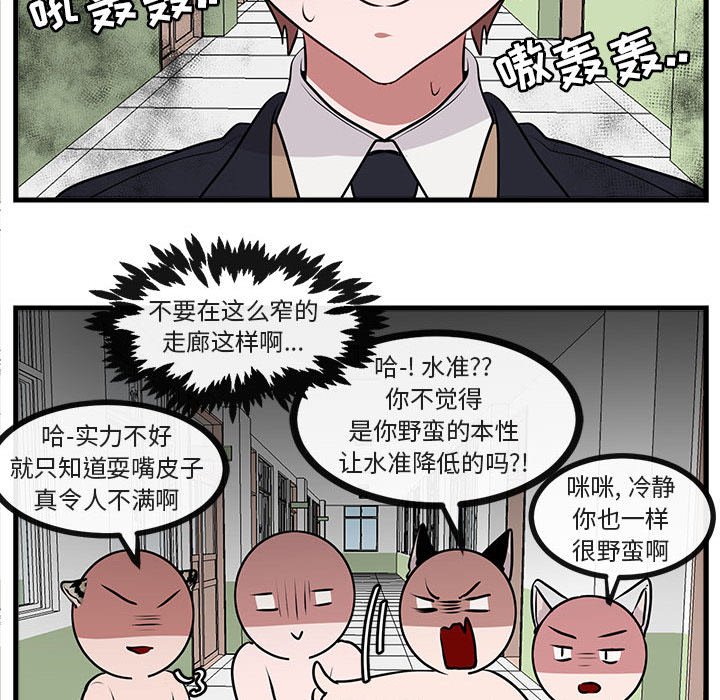 吼轰轰..
嗷轰轰..
不要在这么窄的
走廊这样啊...
哈-! 水准??
你不觉得
是你野蛮的本性
让水准降低的吗?!
哈-实力不好
就只知道耍嘴皮子
真令人不满啊
咪咪, 冷静
你也一样
很野蛮啊